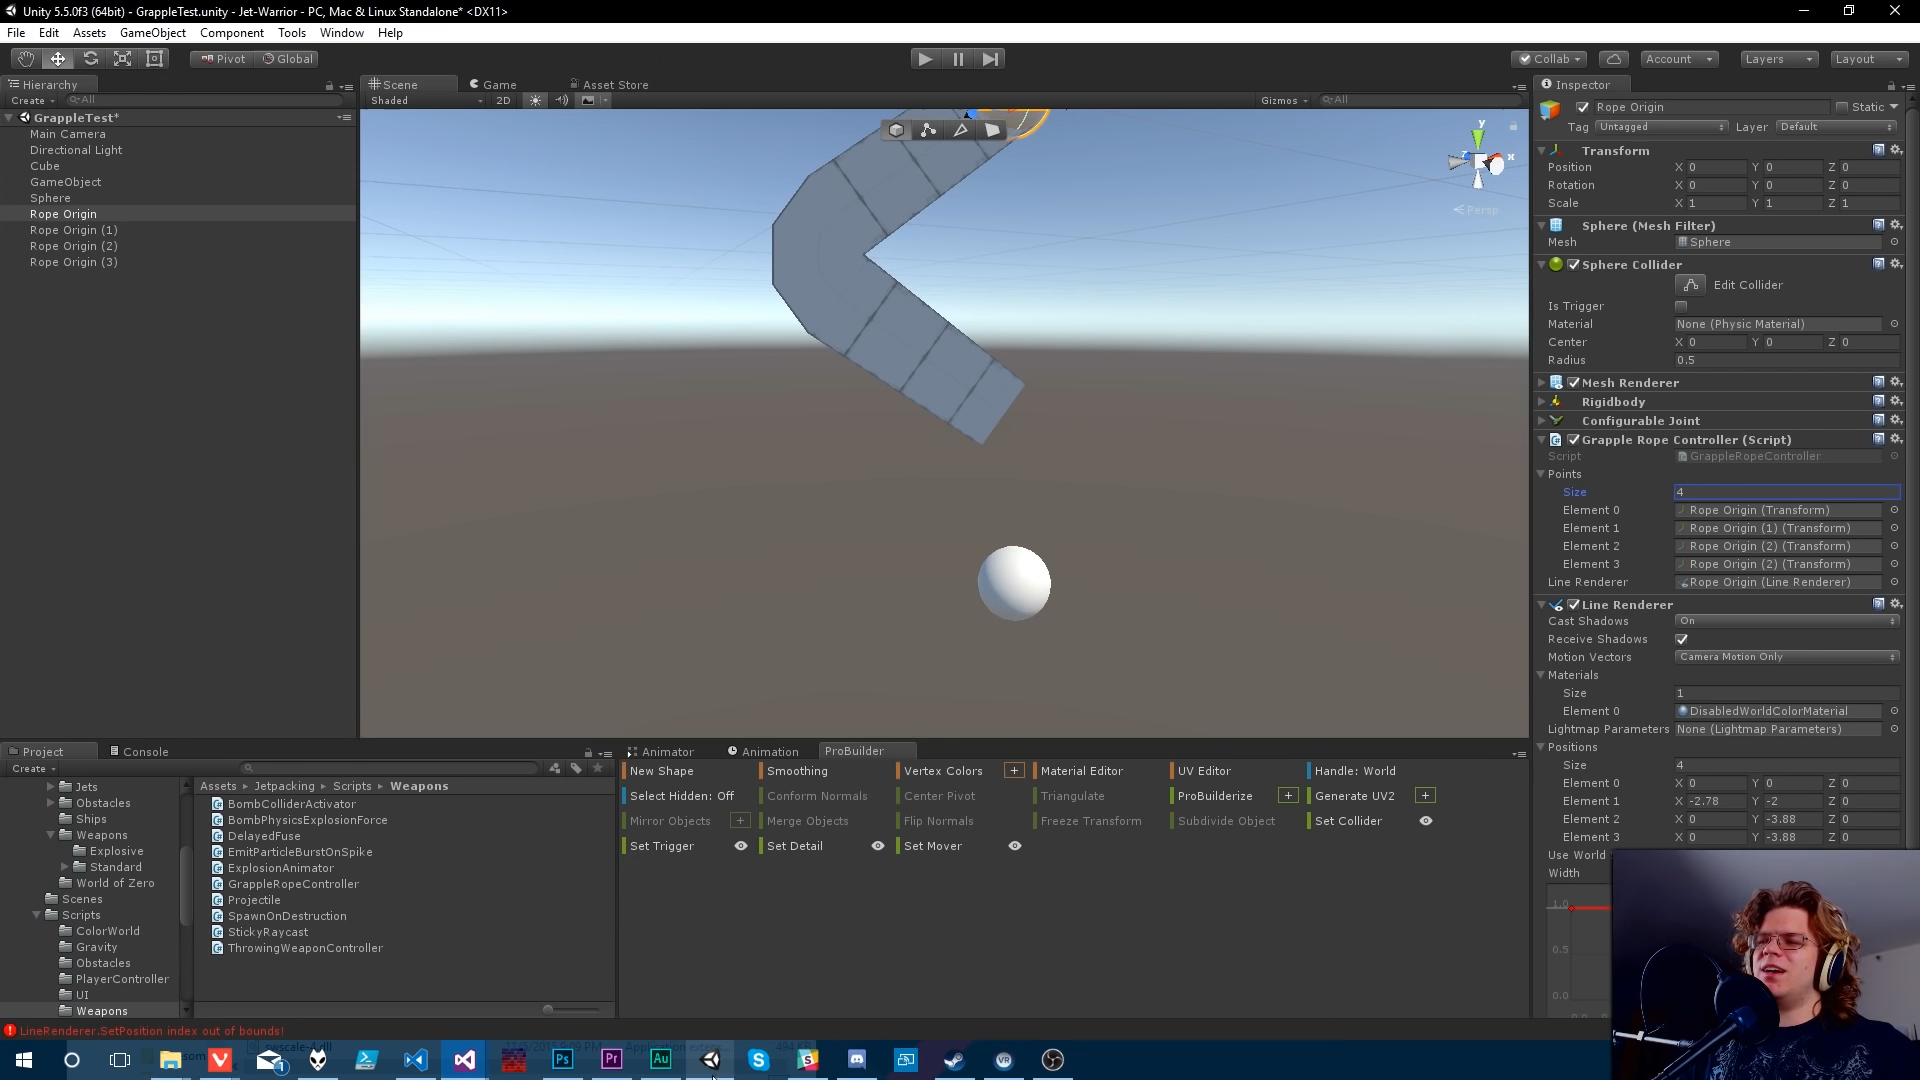 Unity 5.5.0f3 (64bit) - GrappleTest.unity - Jet-Warrior - PC, Mac & Linux Standalone* <DX11>
File Edit Assets GameObject Component Tools Window Help
Pivot Global Collab Account Layers Layout
Hierarchy
Create All
GrappleTest*
Main Camera
Directional Light
Cube
GameObject
Sphere
Rope Origin
Rope Origin (1)
Rope Origin (2)
Rope Origin (3)
Scene Game Asset Store
Shaded 2D Gizmos All
y
x
Persp
Inspector
Rope Origin Static
Tag Untagged Layer Default
Transform
Position X 0 Y 0 Z 0
Rotation X 0 Y 0 Z 0
Scale X 1 Y 1 Z 1
Sphere (Mesh Filter)
Mesh Sphere
Sphere Collider
Edit Collider
Is Trigger
Material None (Physic Material)
Center X 0 Y 0 Z 0
Radius 0.5
Mesh Renderer
Rigidbody
Configurable Joint
Grapple Rope Controller (Script)
Script GrappleRopeController
Points
Size 4
Element 0 Rope Origin (Transform)
Element 1 Rope Origin (1) (Transform)
Element 2 Rope Origin (2) (Transform)
Element 3 Rope Origin (2) (Transform)
Line Renderer Rope Origin (Line Renderer)
Line Renderer
Cast Shadows On
Receive Shadows
Motion Vectors Camera Motion Only
Materials
Size 1
Element 0 DisabledWorldColorMaterial
Lightmap Parameters None (Lightmap Parameters)
Positions
Size 4
Element 0 X 0 Y 0 Z 0
Element 1 X -2.78 Y -2 Z 0
Element 2 X 0 Y -3.88 Z 0
Element 3 X 0 Y -3.88 Z 0
Use World
Width
1.0
0.5
0.0
Project Console
Create
Jets
Obstacles
Ships
Weapons
Explosive
Standard
World of Zero
Scenes
Scripts
ColorWorld
Gravity
Obstacles
PlayerController
UI
Weapons
Assets Jetpacking Scripts Weapons
BombColliderActivator
BombPhysicsExplosionForce
DelayedFuse
EmitParticleBurstOnSpike
ExplosionAnimator
GrappleRopeController
Projectile
SpawnOnDestruction
StickyRaycast
ThrowingWeaponController
Animator Animation ProBuilder
New Shape Smoothing Vertex Colors + Material Editor UV Editor Handle: World
Select Hidden: Off Conform Normals Center Pivot Triangulate ProBuilderize + Generate UV2 +
Mirror Objects + Merge Objects Flip Normals Freeze Transform Subdivide Object Set Collider
Set Trigger Set Detail Set Mover
LineRenderer.SetPosition index out of bounds!
Ps Pr Au